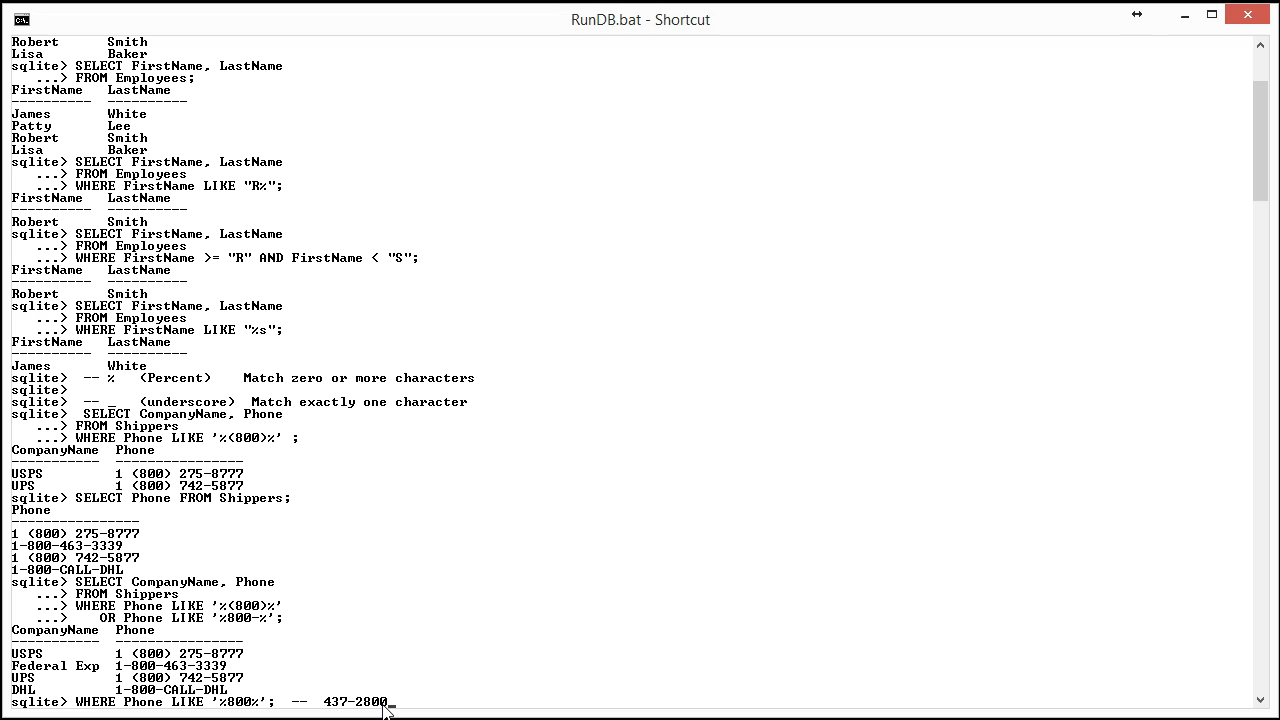 RunDB.bat - Shortcut
Robert      Smith
Lisa        Baker
sqlite> SELECT FirstName, LastName
   ...> FROM Employees;
FirstName   LastName
----------  ----------
James       White
Patty       Lee
Robert      Smith
Lisa        Baker
sqlite> SELECT FirstName, LastName
   ...> FROM Employees
   ...> WHERE FirstName LIKE "R%";
FirstName   LastName
----------  ----------
Robert      Smith
sqlite> SELECT FirstName, LastName
   ...> FROM Employees
   ...> WHERE FirstName >= "R" AND FirstName < "S";
FirstName   LastName
----------  ----------
Robert      Smith
sqlite> SELECT FirstName, LastName
   ...> FROM Employees
   ...> WHERE FirstName LIKE "%s";
FirstName   LastName
----------  ----------
James       White
sqlite>  -- %   (Percent)    Match zero or more characters
sqlite>
sqlite>  -- _   (underscore)  Match exactly one character
sqlite>  SELECT CompanyName, Phone
   ...> FROM Shippers
   ...> WHERE Phone LIKE '%(800)%' ;
CompanyName  Phone
-----------  ----------------
USPS         1 (800) 275-8777
UPS          1 (800) 742-5877
sqlite> SELECT Phone FROM Shippers;
Phone
----------------
1 (800) 275-8777
1-800-463-3339
1 (800) 742-5877
1-800-CALL-DHL
sqlite> SELECT CompanyName, Phone
   ...> FROM Shippers
   ...> WHERE Phone LIKE '%(800)%'
   ...>    OR Phone LIKE '%800-%';
CompanyName  Phone
-----------  ----------------
USPS         1 (800) 275-8777
Federal Exp  1-800-463-3339
UPS          1 (800) 742-5877
DHL          1-800-CALL-DHL
sqlite> WHERE Phone LIKE '%800%';  --  437-2800_